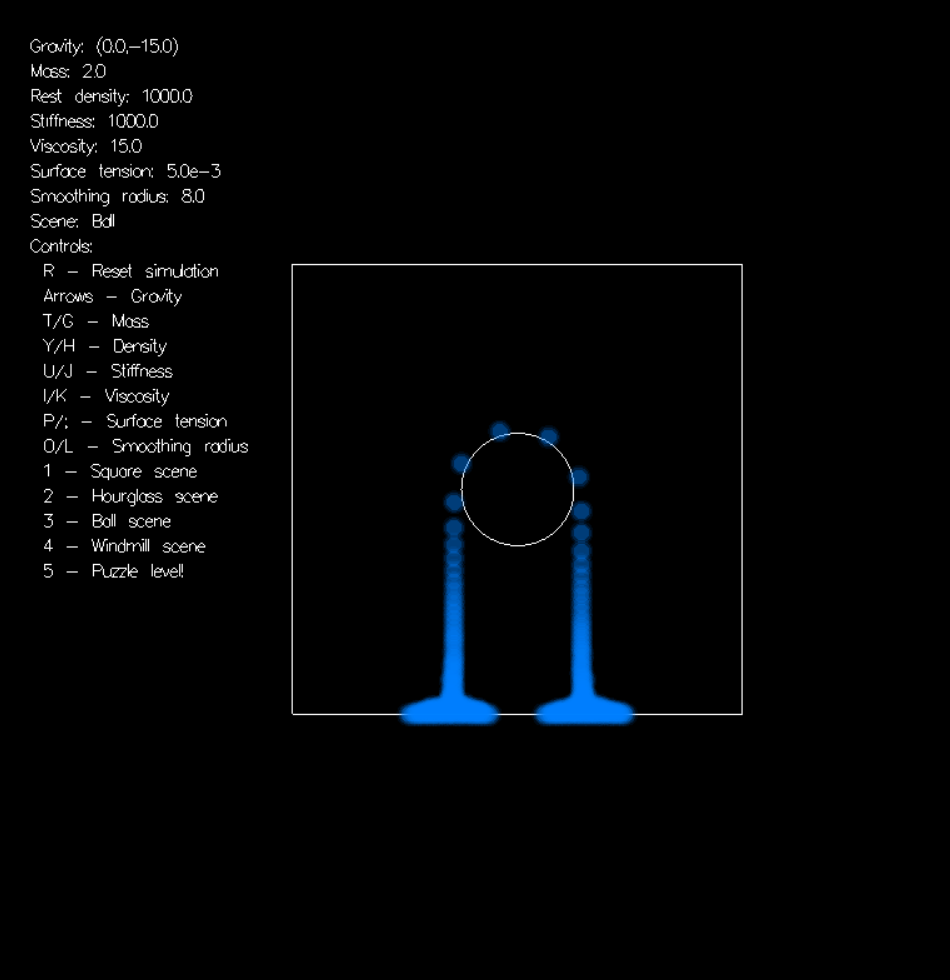 Gravity: (0.0,-15.0)
Mass: 2.0
Rest density: 1000.0
Stiffness: 1000.0
Viscosity: 15.0
Surface tension: 5.0e-3
Smoothing radius: 8.0
Scene: Ball
Controls:
R - Reset simulation
Arrows - Gravity
T/G - Mass
Y/H - Density
U/J - Stiffness
I/K - Viscosity
P/; - Surface tension
O/L - Smoothing radius
1 - Square scene
2 - Hourglass scene
3 - Ball scene
4 - Windmill scene
5 - Puzzle level!